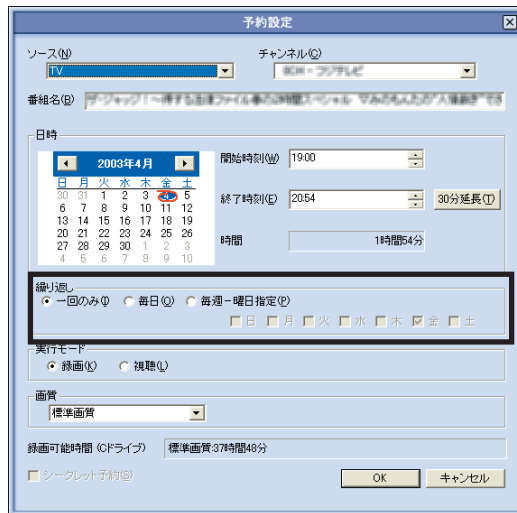 予約設定
ソース(N) チャンネル(C)
TV
番組名(B)
日時
2003年4月
日 月 火 水 木 金 土
30 31 1 2 3 4 5
6 7 8 9 10 11 12
13 14 15 16 17 18 19
20 21 22 23 24 25 26
27 28 29 30 1 2 3
4 5 6 7 8 9 10
開始時刻(W) 19:00
終了時刻(E) 20:54 30分延長(T)
時間 1時間54分
繰り返し
一回のみ(I) 毎日(O) 毎週-曜日指定(P)
日 月 火 水 木 金 土
実行モード
録画(K) 視聴(L)
画質
標準画質
録画可能時間 (Cドライブ) 標準画質:37時間48分
シークレット予約(S)
OK キャンセル